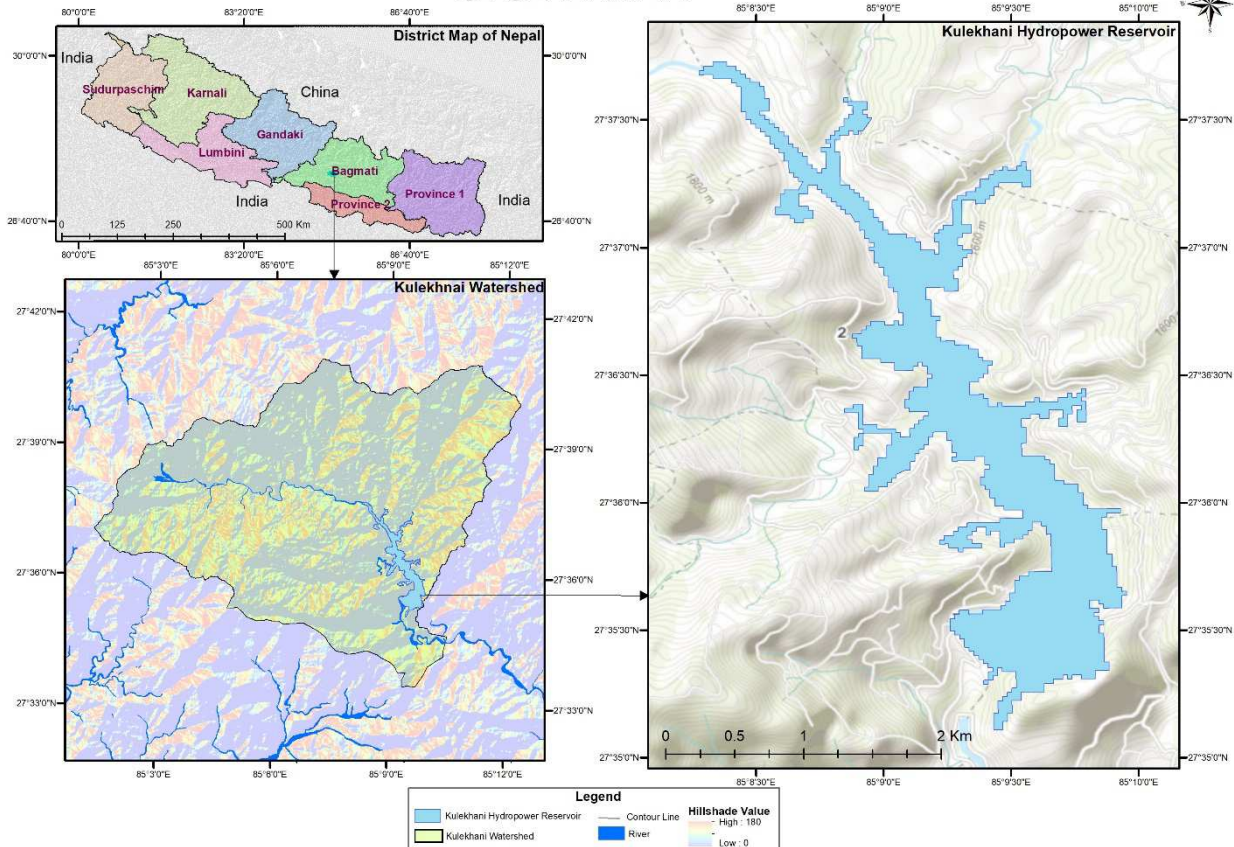 80°0'0"E 83°20'0"E 86°40'0"E
District Map of Nepal
30°0'0"N 30°0'0"N
India
China
Sudurpaschim
Karnali
Gandaki
Lumbini
Bagmati
Province 1
Province 2
India
India
28°40'0"N 28°40'0"N
0 125 250 500 Km
80°0'0"E 83°20'0"E 86°40'0"E
85°3'0"E 85°6'0"E 85°9'0"E 85°12'0"E
Kulekhnai Watershed
27°42'0"N 27°42'0"N
27°39'0"N 27°39'0"N
27°36'0"N 27°36'0"N
27°33'0"N 27°33'0"N
85°3'0"E 85°6'0"E 85°9'0"E 85°12'0"E
85°8'30"E 85°9'0"E 85°9'30"E 85°10'0"E
Kulekhani Hydropower Reservoir
27°37'30"N 27°37'30"N
1800 m
27°37'0"N 27°37'0"N
1600 m
1800 m
2
27°36'30"N 27°36'30"N
27°36'0"N 27°36'0"N
27°35'30"N 27°35'30"N
0 0.5 1 2 Km
27°35'0"N 27°35'0"N
85°8'30"E 85°9'0"E 85°9'30"E 85°10'0"E
Legend
Kulekhani Hydropower Reservoir
Kulekhani Watershed
Contour Line
River
Hillshade Value
High : 180
Low : 0